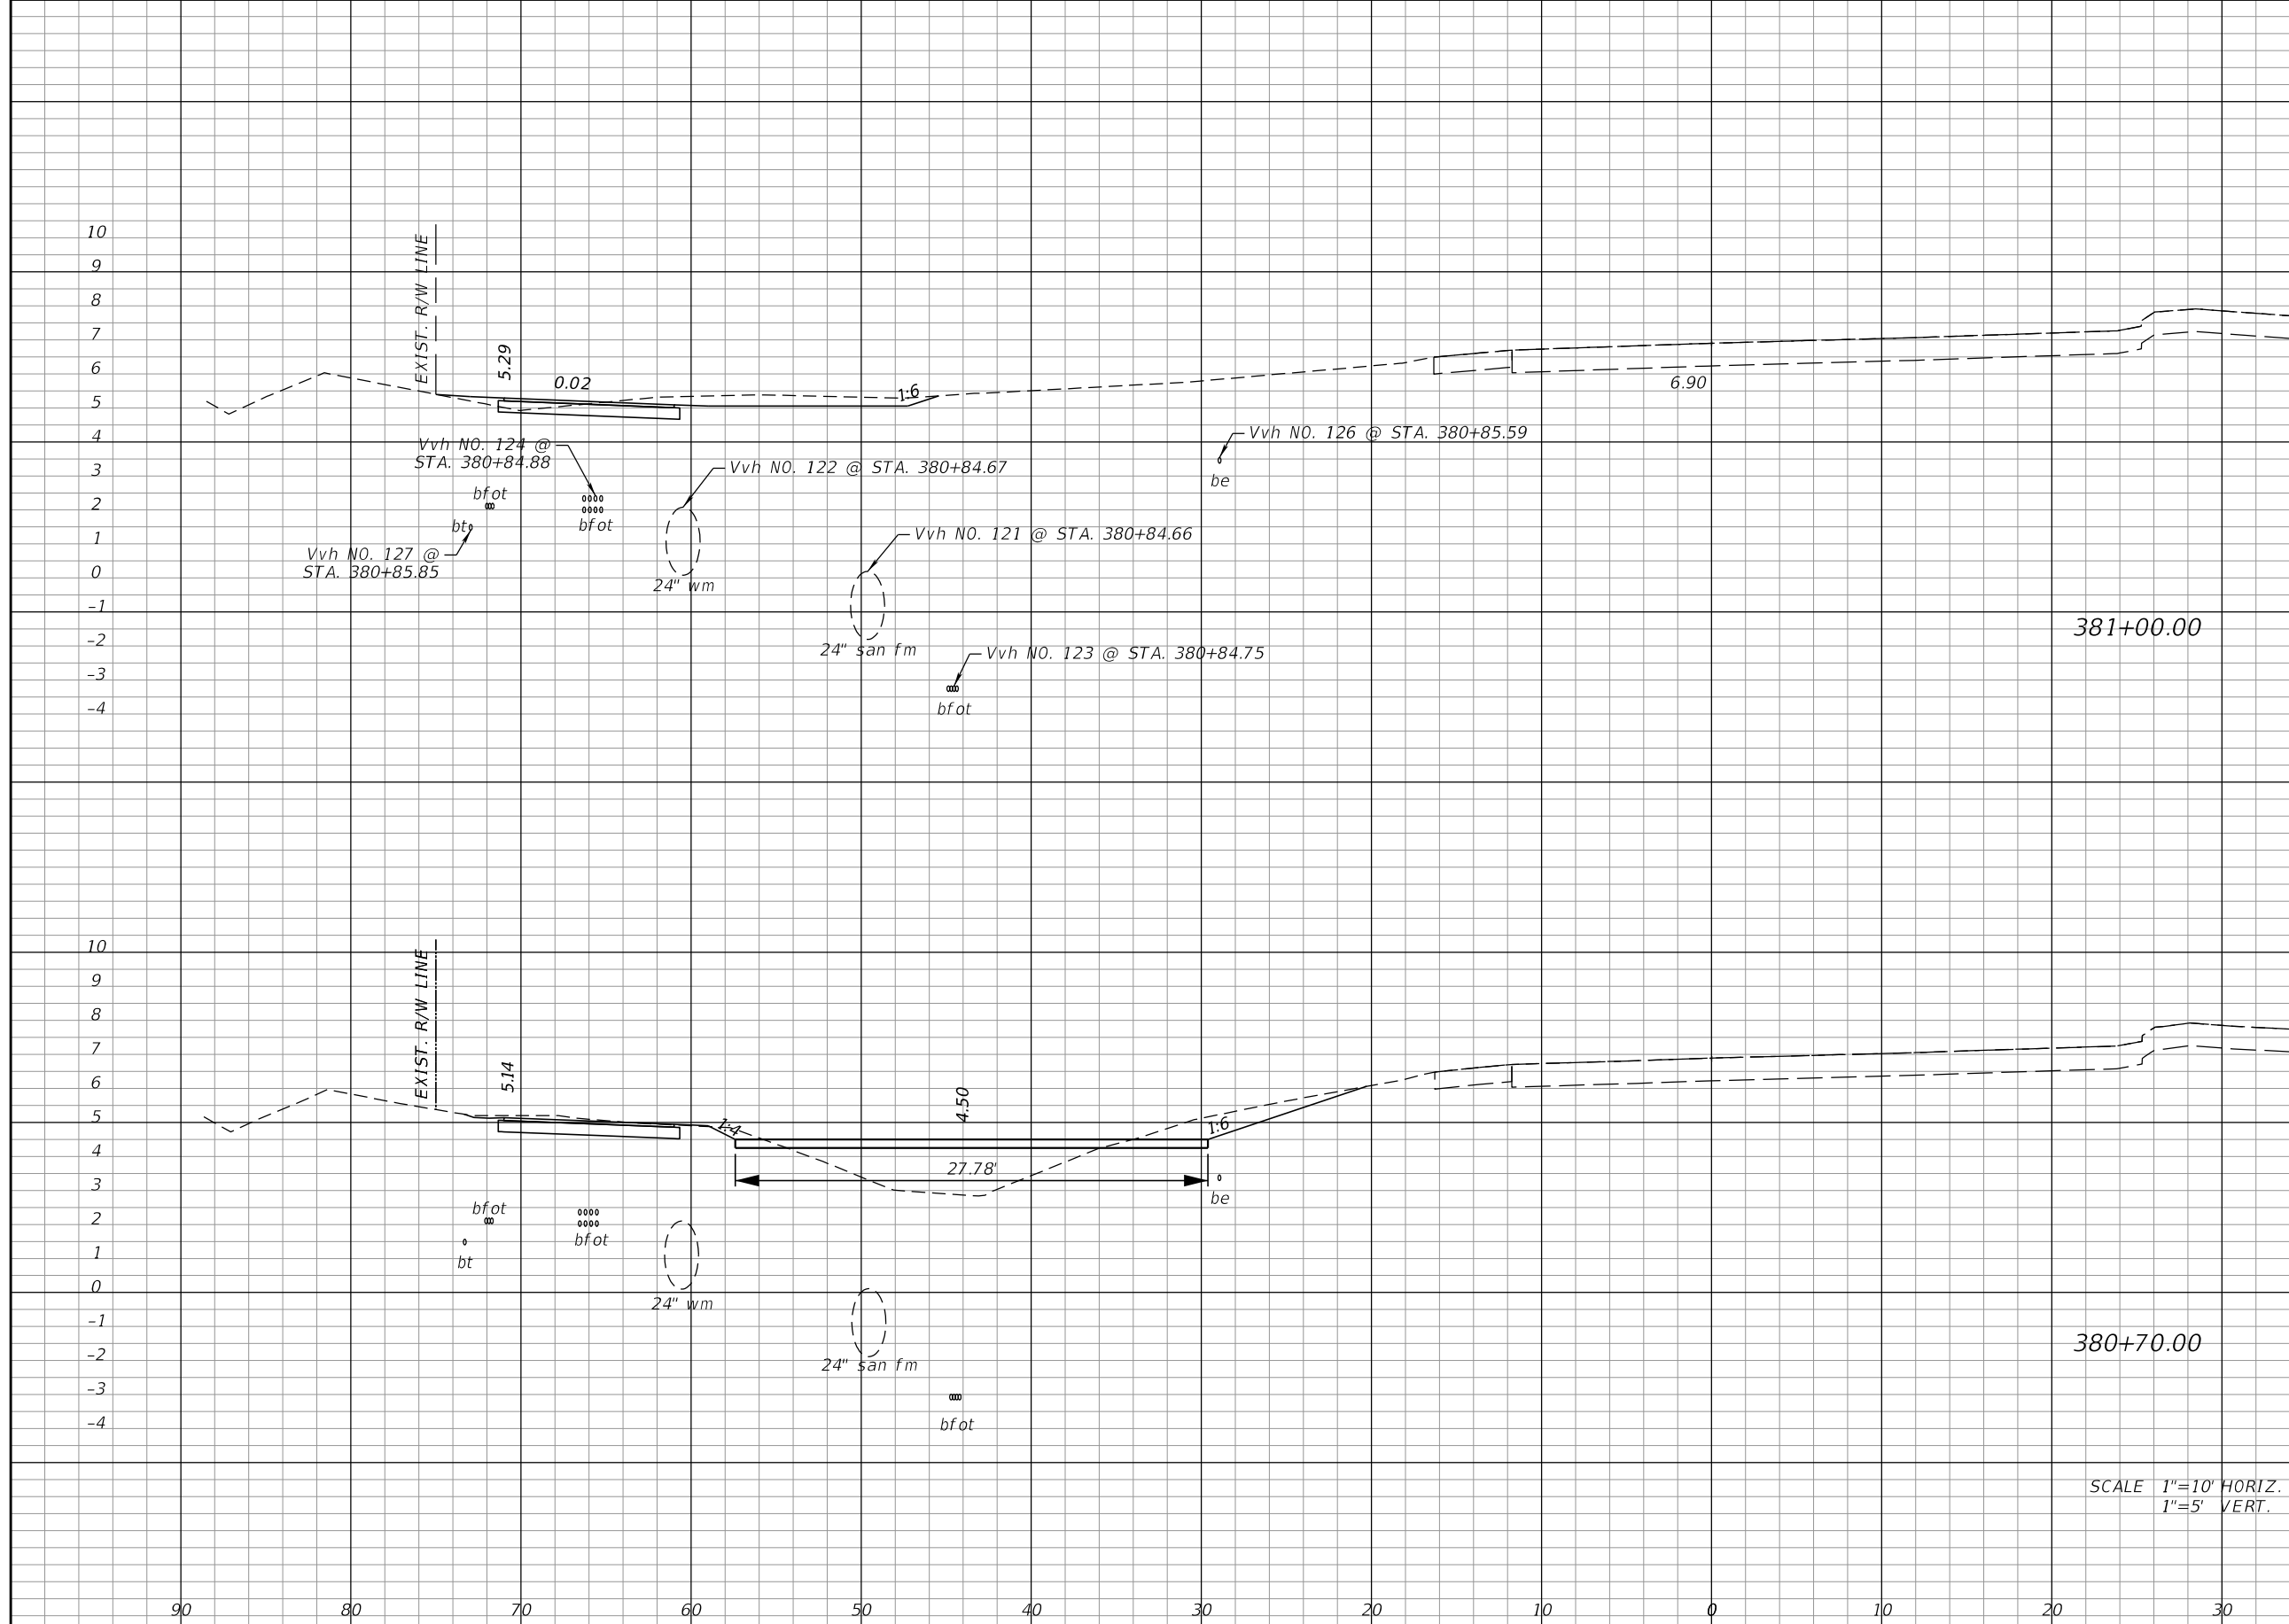 10
9
8
7
6
5
4
3
2
1
0
-1
-2
-3
-4
EXIST. R/W LINE
5.29
0.02
1:6
6.90
Vvh NO. 124 @
STA. 380+84.88
Vvh NO. 122 @ STA. 380+84.67
Vvh NO. 126 @ STA. 380+85.59
be
bfot
bt
bfot
Vvh NO. 127 @
STA. 380+85.85
24" wm
Vvh NO. 121 @ STA. 380+84.66
24" san fm
Vvh NO. 123 @ STA. 380+84.75
bfot
381+00.00
10
9
8
7
6
5
4
3
2
1
0
-1
-2
-3
-4
EXIST. R/W LINE
5.14
1:4
4.50
1:6
27.78'
be
bfot
bt
bfot
24" wm
24" san fm
bfot
380+70.00
SCALE 1"=10' HORIZ.
1"=5' VERT.
90 80 70 60 50 40 30 20 10 0 10 20 30